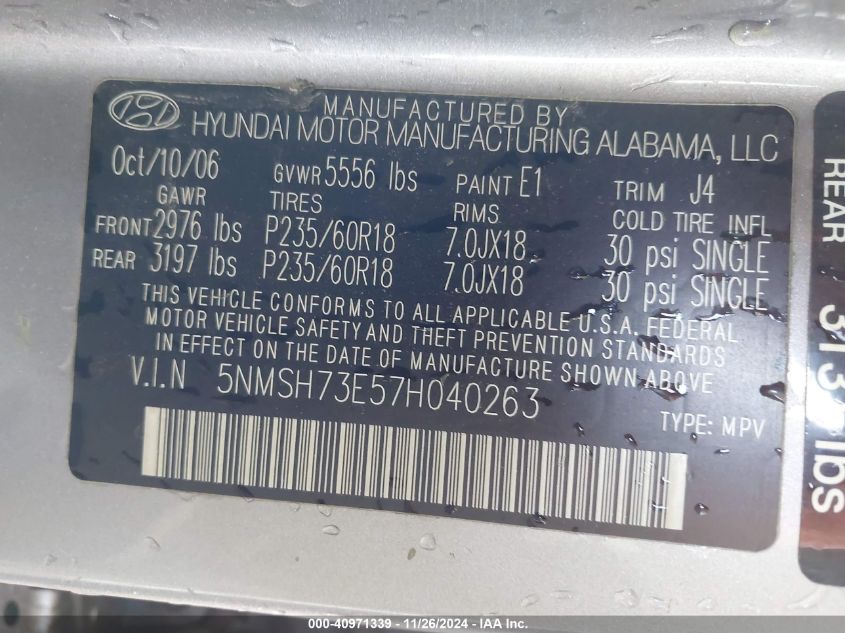 MANUFACTURED BY
HYUNDAI MOTOR MANUFACTURING ALABAMA, LLC
Oct/10/06 GVWR 5556 lbs PAINT E1 TRIM J4
GAWR TIRES RIMS COLD TIRE INFL
FRONT 2976 lbs P235/60R18 7.0JX18 30 psi SINGLE
REAR 3197 lbs P235/60R18 7.0JX18 30 psi SINGLE
THIS VEHICLE CONFORMS TO ALL APPLICABLE U.S.A. FEDERAL
MOTOR VEHICLE SAFETY AND THEFT PREVENTION STANDARDS
IN EFFECT ON THE DATE OF MANUFACTURE SHOWN ABOVE
V.I.N 5NMSH73E57H040263
TYPE: MPV
REAR
lbs
000-40971339 - 11/26/2024 - COPYRIGHT IAA, LLC.